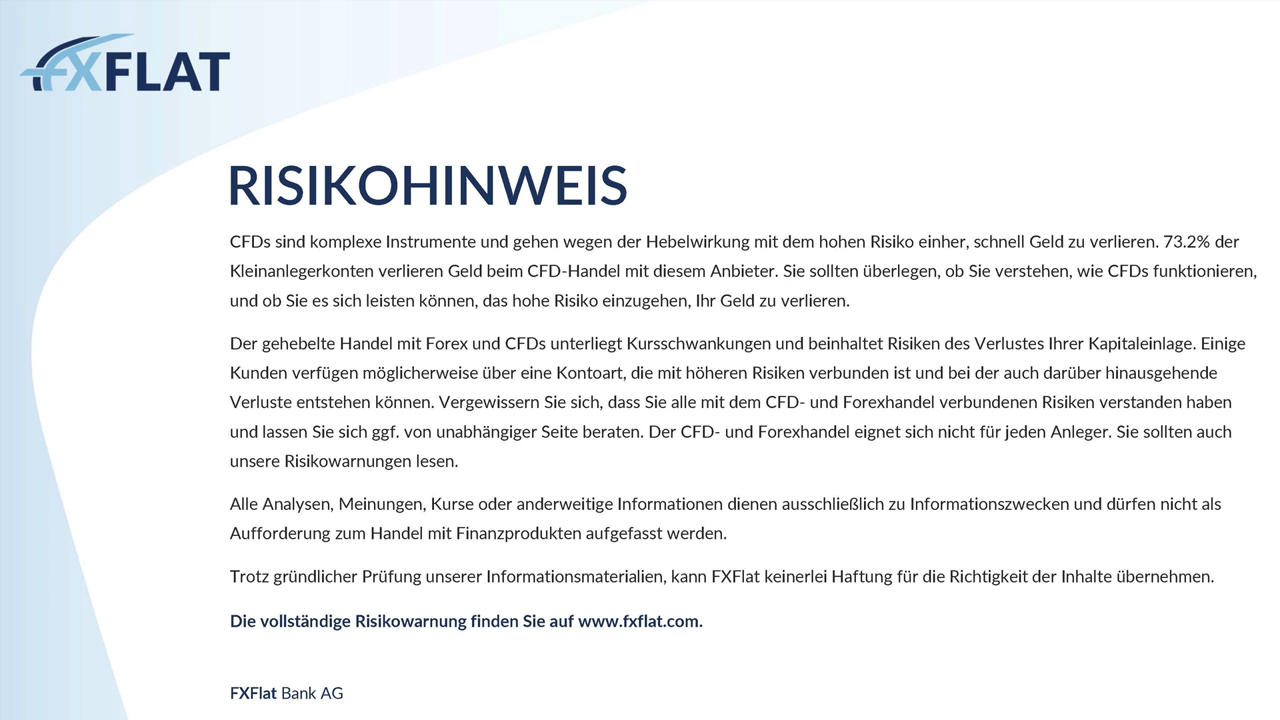 FXFLAT
RISIKOHINWEIS
CFDs sind komplexe Instrumente und gehen wegen der Hebelwirkung mit dem hohen Risiko einher, schnell Geld zu verlieren. 73.2% der
Kleinanlegerkonten verlieren Geld beim CFD-Handel mit diesem Anbieter. Sie sollten überlegen, ob Sie verstehen, wie CFDs funktionieren,
und ob Sie es sich leisten können, das hohe Risiko einzugehen, Ihr Geld zu verlieren.
Der gehebelte Handel mit Forex und CFDs unterliegt Kursschwankungen und beinhaltet Risiken des Verlustes Ihrer Kapitaleinlage. Einige
Kunden verfügen möglicherweise über eine Kontoart, die mit höheren Risiken verbunden ist und bei der auch darüber hinausgehende
Verluste entstehen können. Vergewissern Sie sich, dass Sie alle mit dem CFD- und Forexhandel verbundenen Risiken verstanden haben
und lassen Sie sich ggf. von unabhängiger Seite beraten. Der CFD- und Forexhandel eignet sich nicht für jeden Anleger. Sie sollten auch
unsere Risikowarnungen lesen.
Alle Analysen, Meinungen, Kurse oder anderweitige Informationen dienen ausschließlich zu Informationszwecken und dürfen nicht als
Aufforderung zum Handel mit Finanzprodukten aufgefasst werden.
Trotz gründlicher Prüfung unserer Informationsmaterialien, kann FXFlat keinerlei Haftung für die Richtigkeit der Inhalte übernehmen.
Die vollständige Risikowarnung finden Sie auf www.fxflat.com.
FXFlat Bank AG